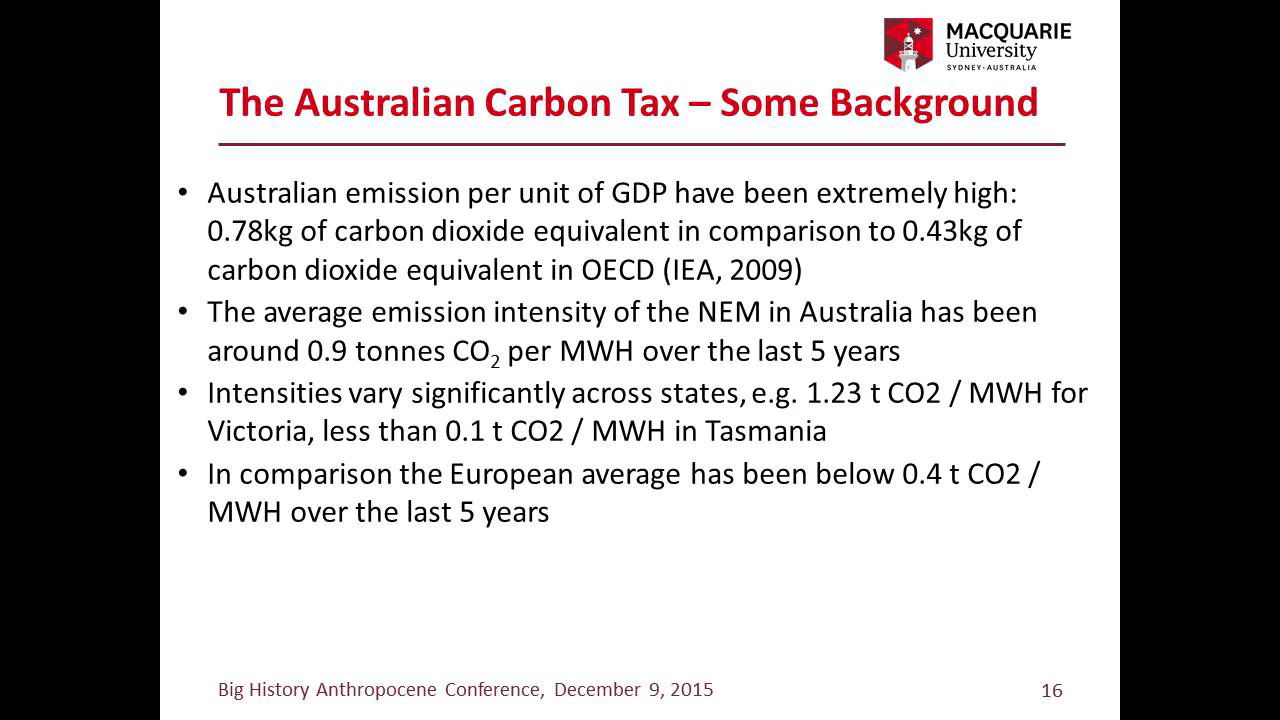 MACQUARIE
University
SYDNEY·AUSTRALIA
The Australian Carbon Tax – Some Background
• Australian emission per unit of GDP have been extremely high:
0.78kg of carbon dioxide equivalent in comparison to 0.43kg of
carbon dioxide equivalent in OECD (IEA, 2009)
• The average emission intensity of the NEM in Australia has been
around 0.9 tonnes CO₂ per MWH over the last 5 years
• Intensities vary significantly across states, e.g. 1.23 t CO2 / MWH for
Victoria, less than 0.1 t CO2 / MWH in Tasmania
• In comparison the European average has been below 0.4 t CO2 /
MWH over the last 5 years
Big History Anthropocene Conference, December 9, 2015
16